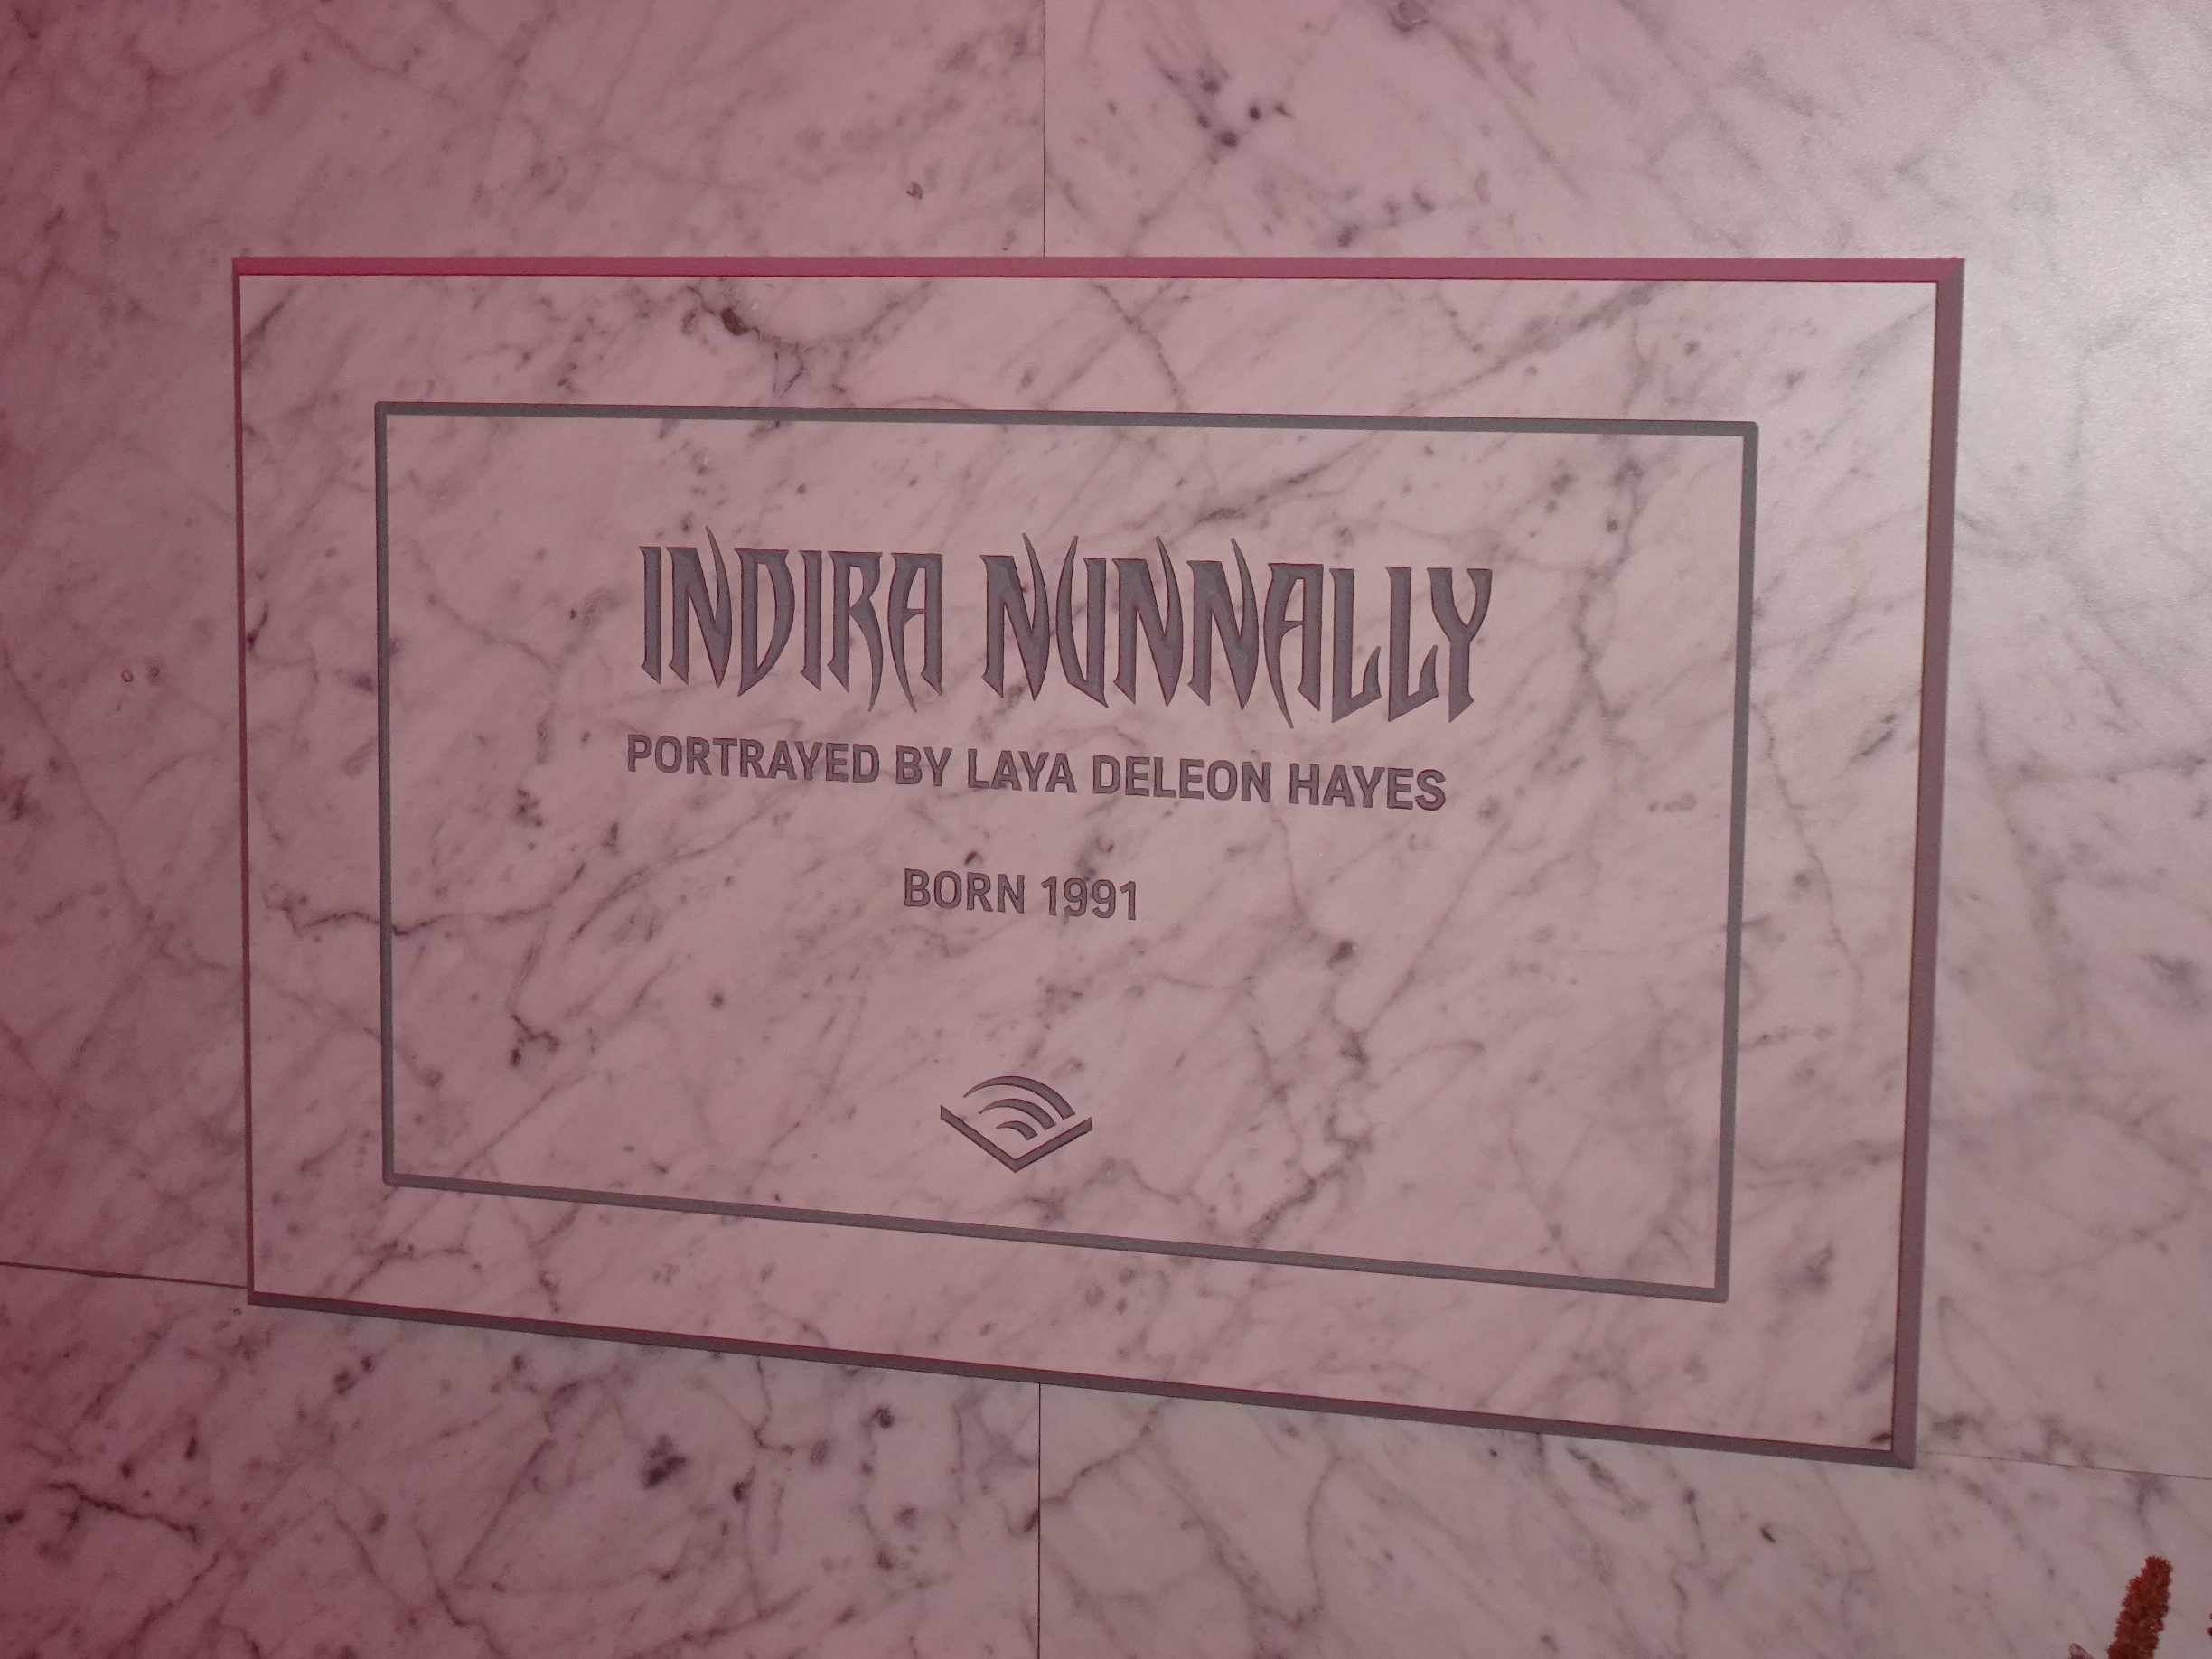 INDIRA NUNNALLY
PORTRAYED BY LAYA DELEON HAYES
BORN 1991